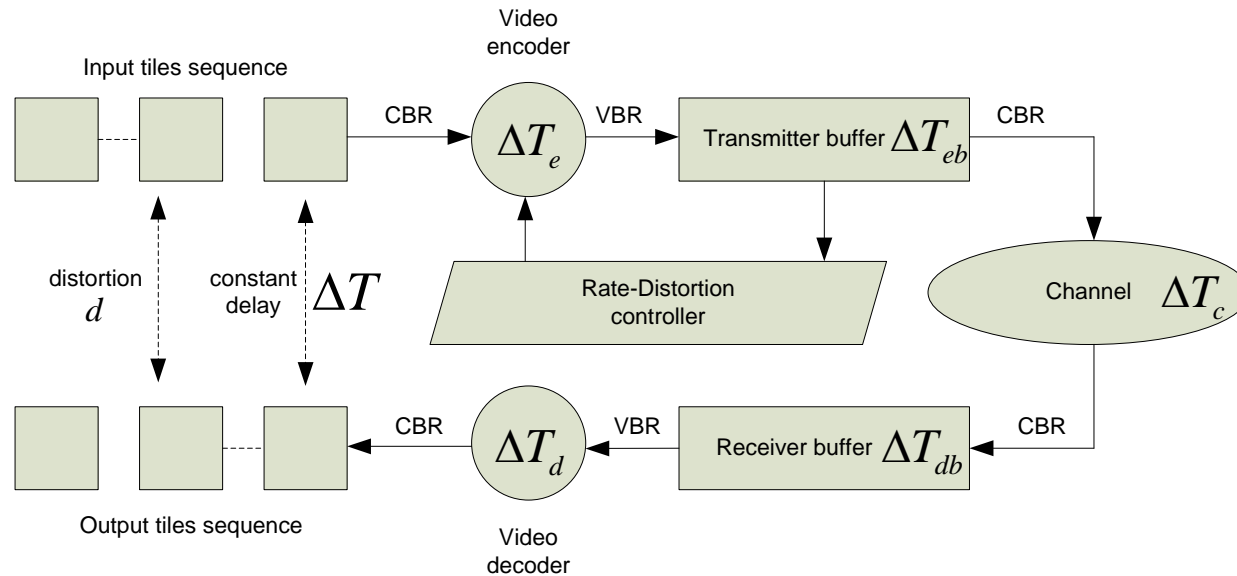 Video
encoder
Input tiles sequence
CBR
ΔT_e
VBR
Transmitter buffer ΔT_eb
CBR
distortion
d
constant
delay
ΔT
Rate-Distortion
controller
Channel ΔT_c
CBR
ΔT_d
VBR
Receiver buffer ΔT_db
CBR
Output tiles sequence
Video
decoder